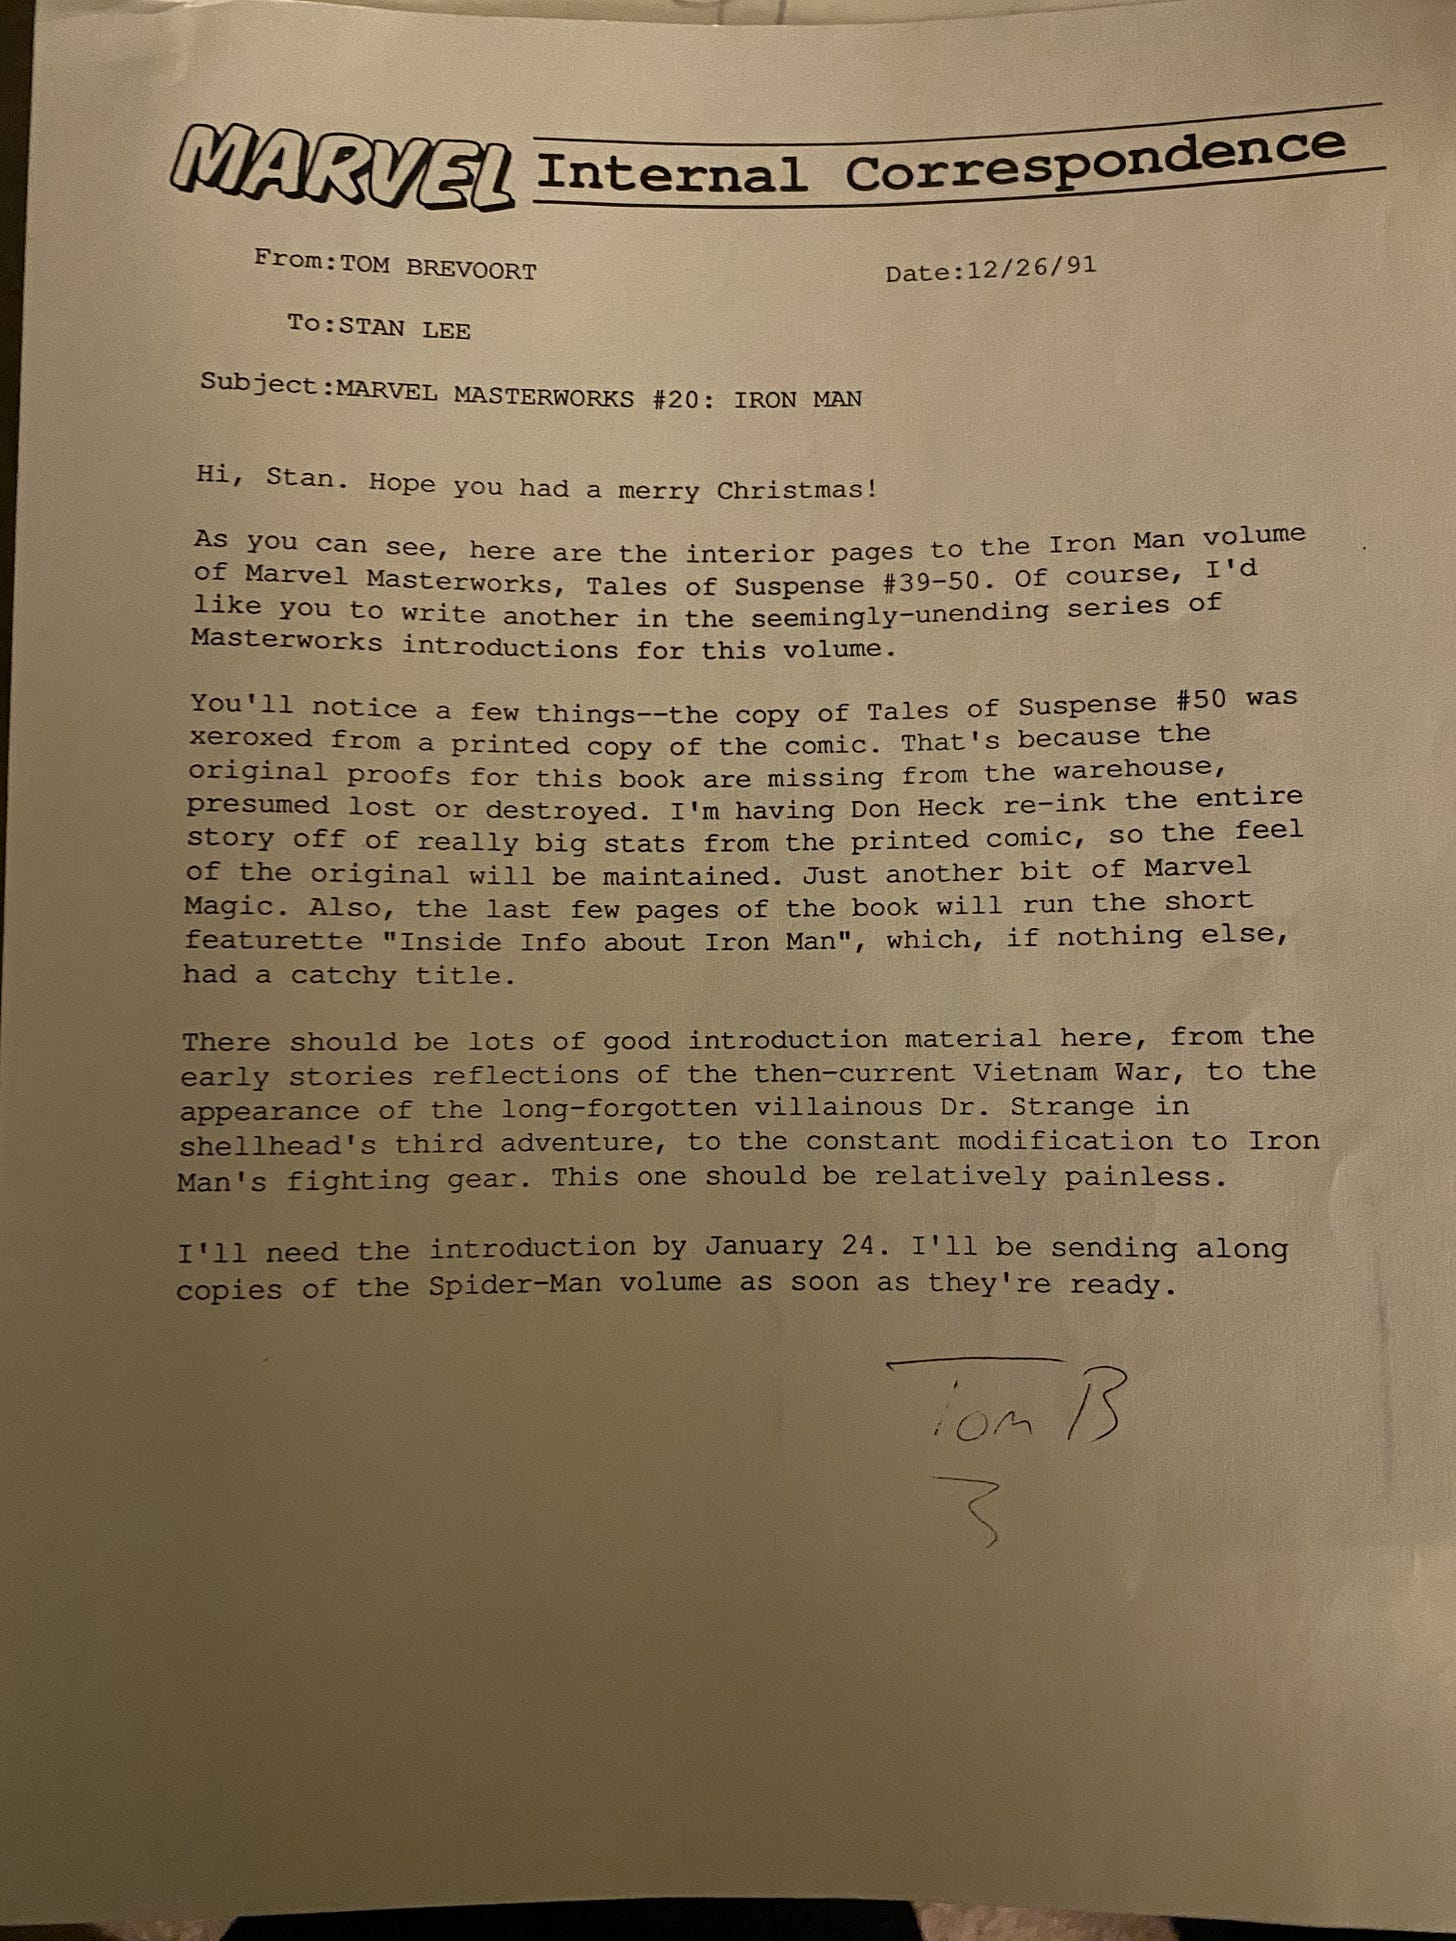 MARVEL Internal Correspondence
From:TOM BREVOORT Date:12/26/91
To:STAN LEE
Subject:MARVEL MASTERWORKS #20: IRON MAN
Hi, Stan. Hope you had a merry Christmas!
As you can see, here are the interior pages to the Iron Man volume
of Marvel Masterworks, Tales of Suspense #39-50. Of course, I'd
like you to write another in the seemingly-unending series of
Masterworks introductions for this volume.
You'll notice a few things--the copy of Tales of Suspense #50 was
xeroxed from a printed copy of the comic. That's because the
original proofs for this book are missing from the warehouse,
presumed lost or destroyed. I'm having Don Heck re-ink the entire
story off of really big stats from the printed comic, so the feel
of the original will be maintained. Just another bit of Marvel
Magic. Also, the last few pages of the book will run the short
featurette "Inside Info about Iron Man", which, if nothing else,
had a catchy title.
There should be lots of good introduction material here, from the
early stories reflections of the then-current Vietnam War, to the
appearance of the long-forgotten villainous Dr. Strange in
shellhead's third adventure, to the constant modification to Iron
Man's fighting gear. This one should be relatively painless.
I'll need the introduction by January 24. I'll be sending along
copies of the Spider-Man volume as soon as they're ready.
Tom B